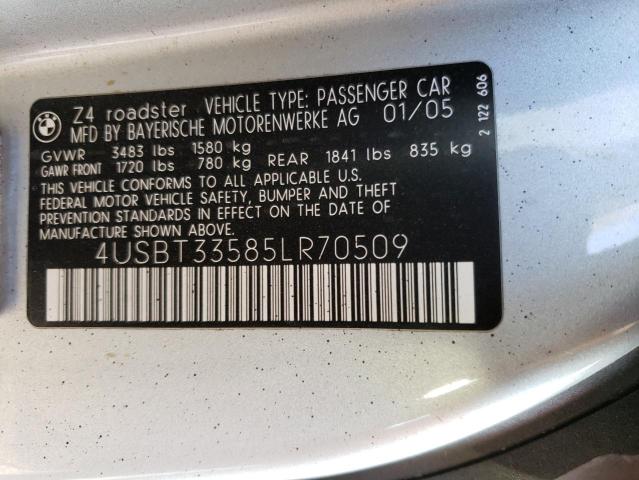 BMW
Z4 roadster VEHICLE TYPE: PASSENGER CAR
MFD BY BAYERISCHE MOTORENWERKE AG 01/05
GVWR 3483 lbs 1580 kg
GAWR FRONT 1720 lbs 780 kg REAR 1841 lbs 835 kg
THIS VEHICLE CONFORMS TO ALL APPLICABLE U.S.
FEDERAL MOTOR VEHICLE SAFETY, BUMPER AND THEFT
PREVENTION STANDARDS IN EFFECT ON THE DATE OF
MANUFACTURE SHOWN ABOVE.
4USBT33585LR70509
2 122 606